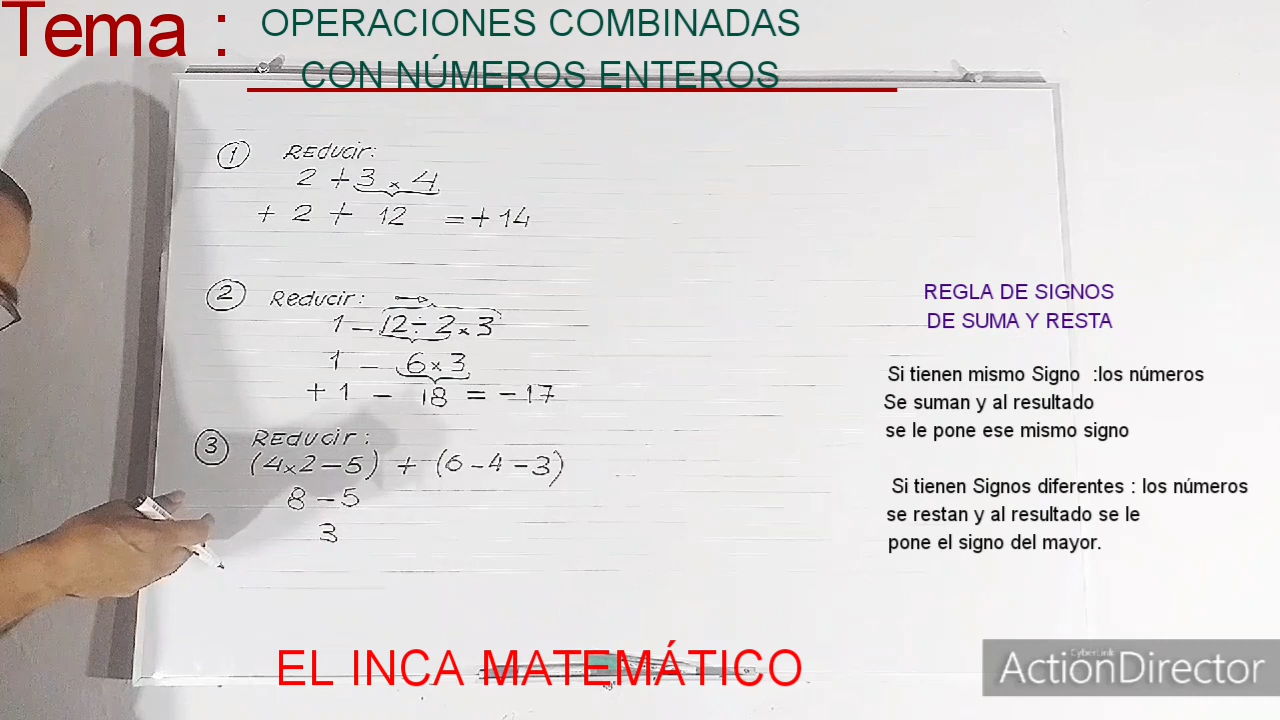 Tema :
OPERACIONES COMBINADAS
CON NÚMEROS ENTEROS
1 REducir:
2 + 3 × 4
+ 2 + 12 = + 14
2 Reducir:
1 - 12 ÷ 2 × 3
1 - 6 × 3
+ 1 - 18 = - 17
3 REducir:
(4×2-5) + (6-4-3)
8 - 5
3
REGLA DE SIGNOS
DE SUMA Y RESTA
Si tienen mismo Signo :los números
Se suman y al resultado
se le pone ese mismo signo
Si tienen Signos diferentes : los números
se restan y al resultado se le
pone el signo del mayor.
EL INCA MATEMÁTICO
CyberLink
ActionDirector